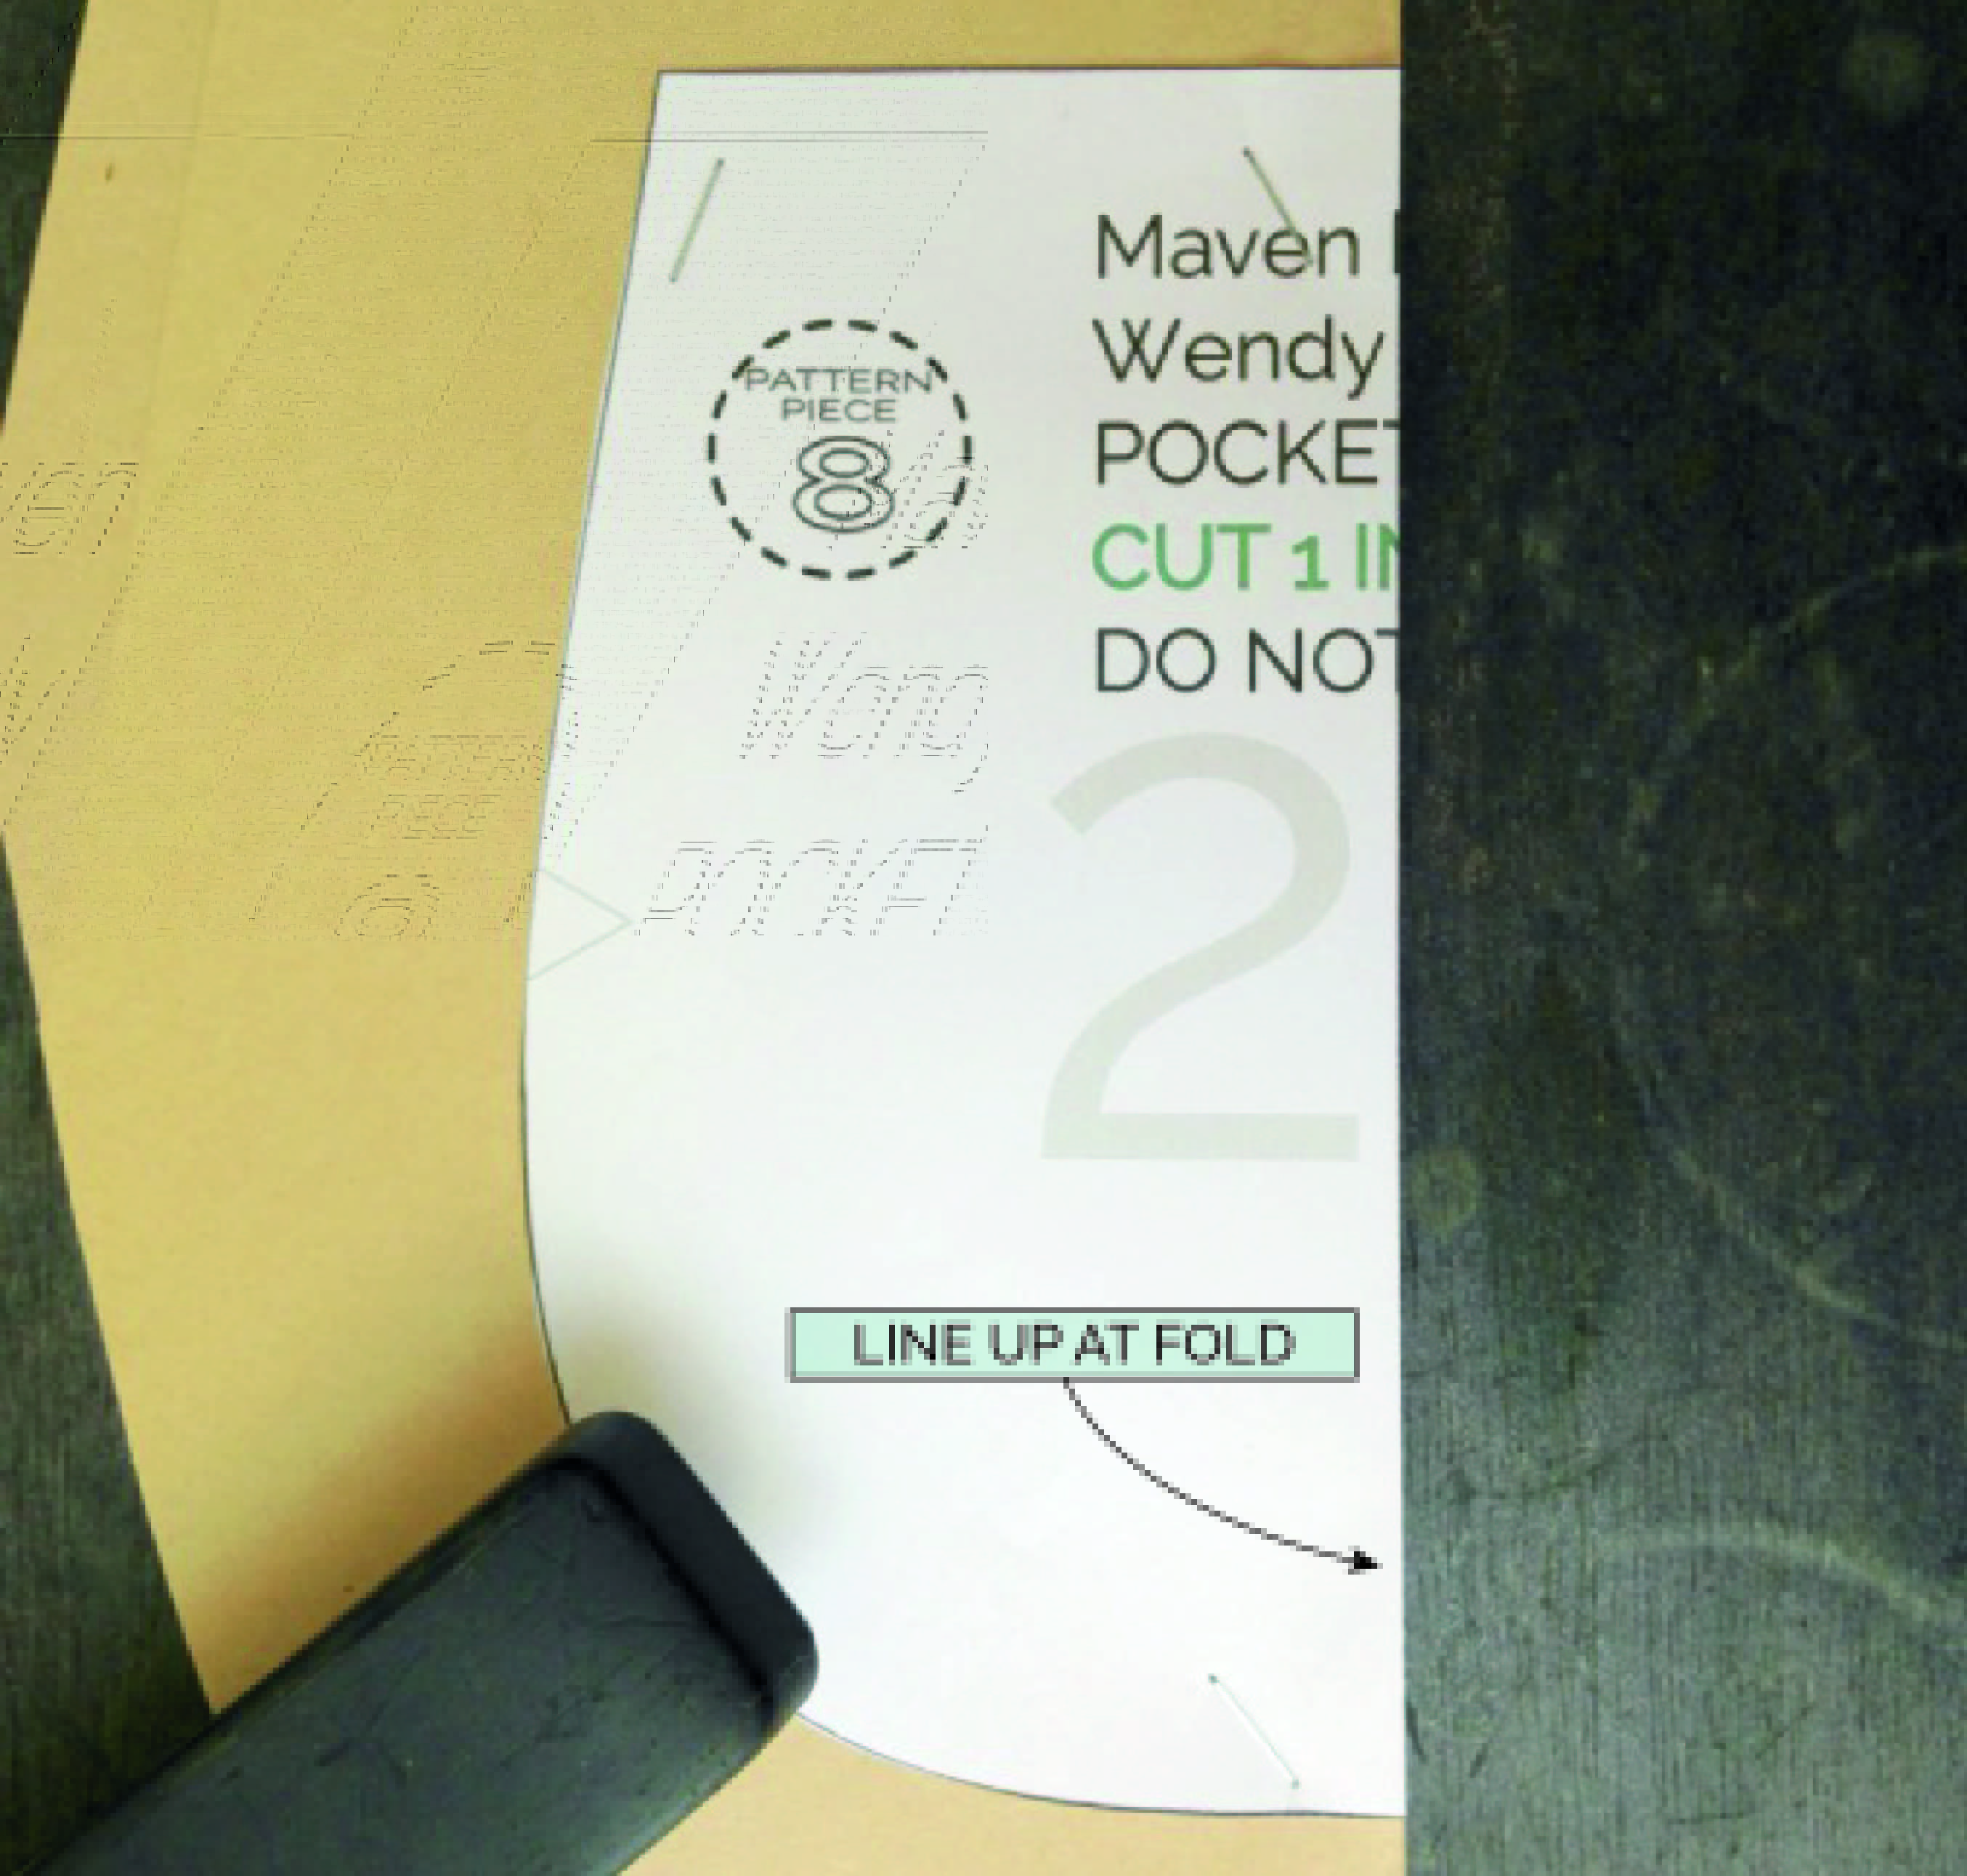 PATTERN
PIECE
8
Maven
Wendy
POCKET
CUT 1 IN
DO NOT
2
LINE UP AT FOLD